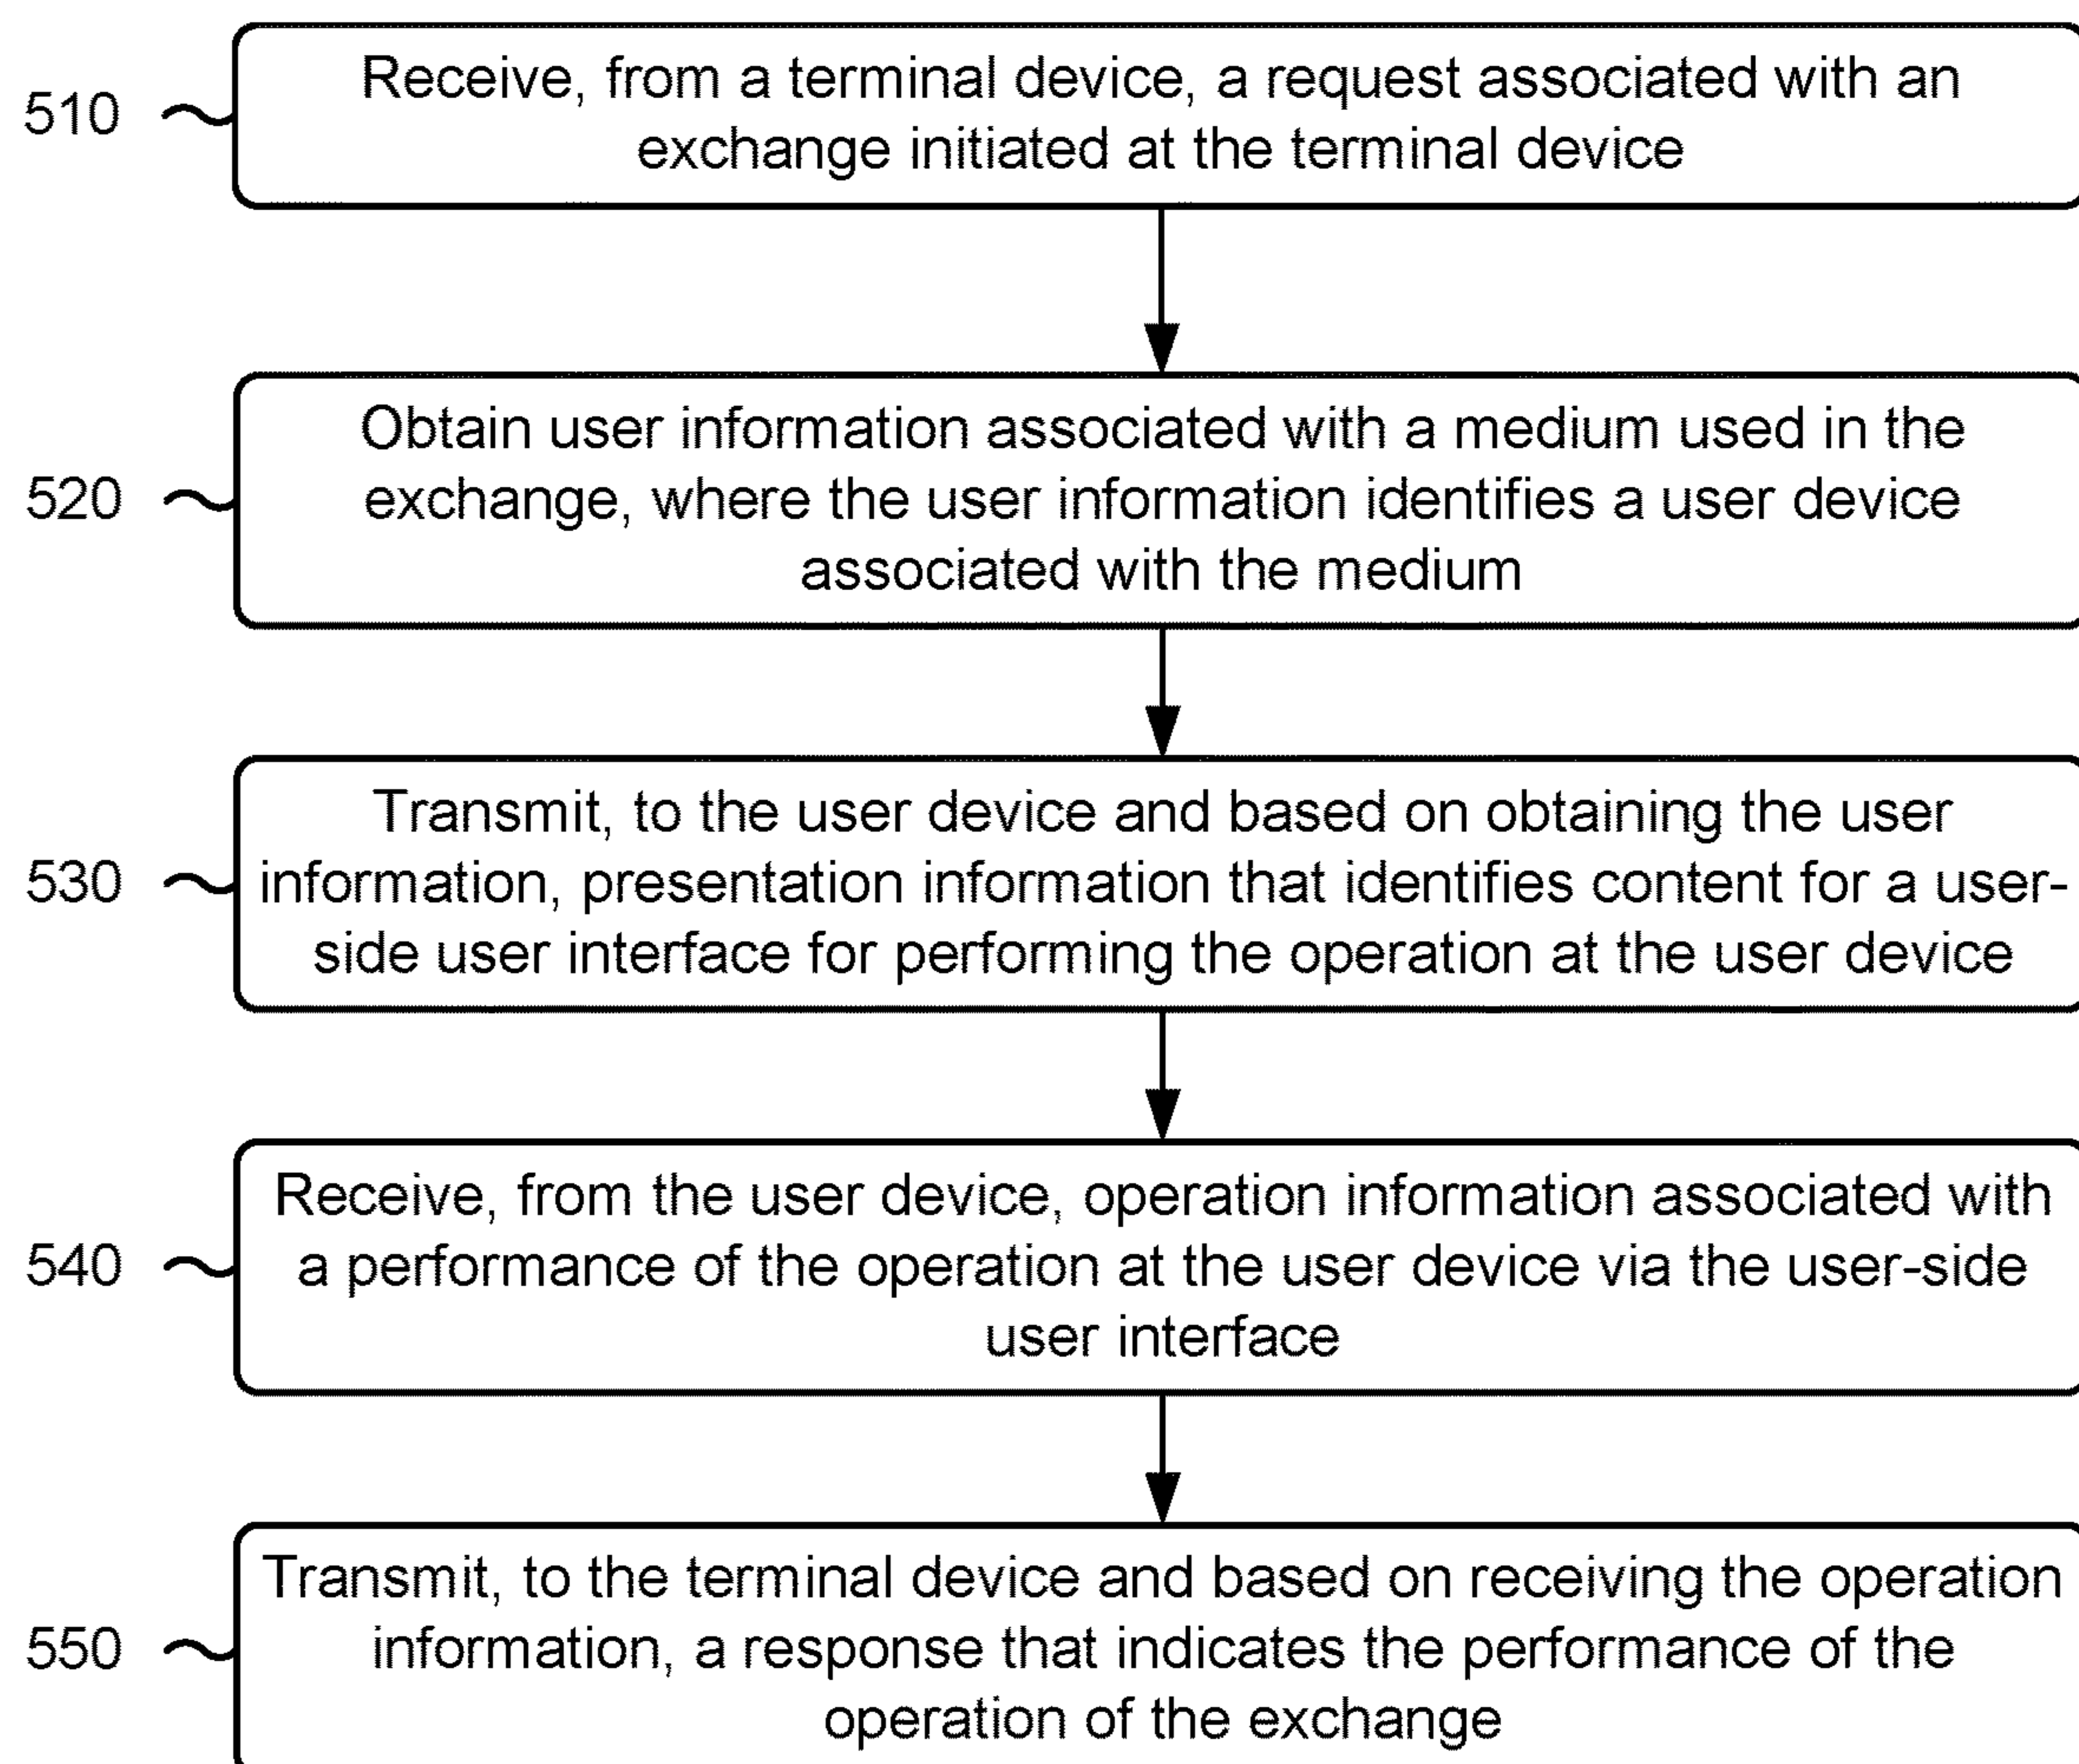 510
Receive, from a terminal device, a request associated with an
exchange initiated at the terminal device
520
Obtain user information associated with a medium used in the
exchange, where the user information identifies a user device
associated with the medium
530
Transmit, to the user device and based on obtaining the user
information, presentation information that identifies content for a user-
side user interface for performing the operation at the user device
540
Receive, from the user device, operation information associated with
a performance of the operation at the user device via the user-side
user interface
550
Transmit, to the terminal device and based on receiving the operation
information, a response that indicates the performance of the
operation of the exchange